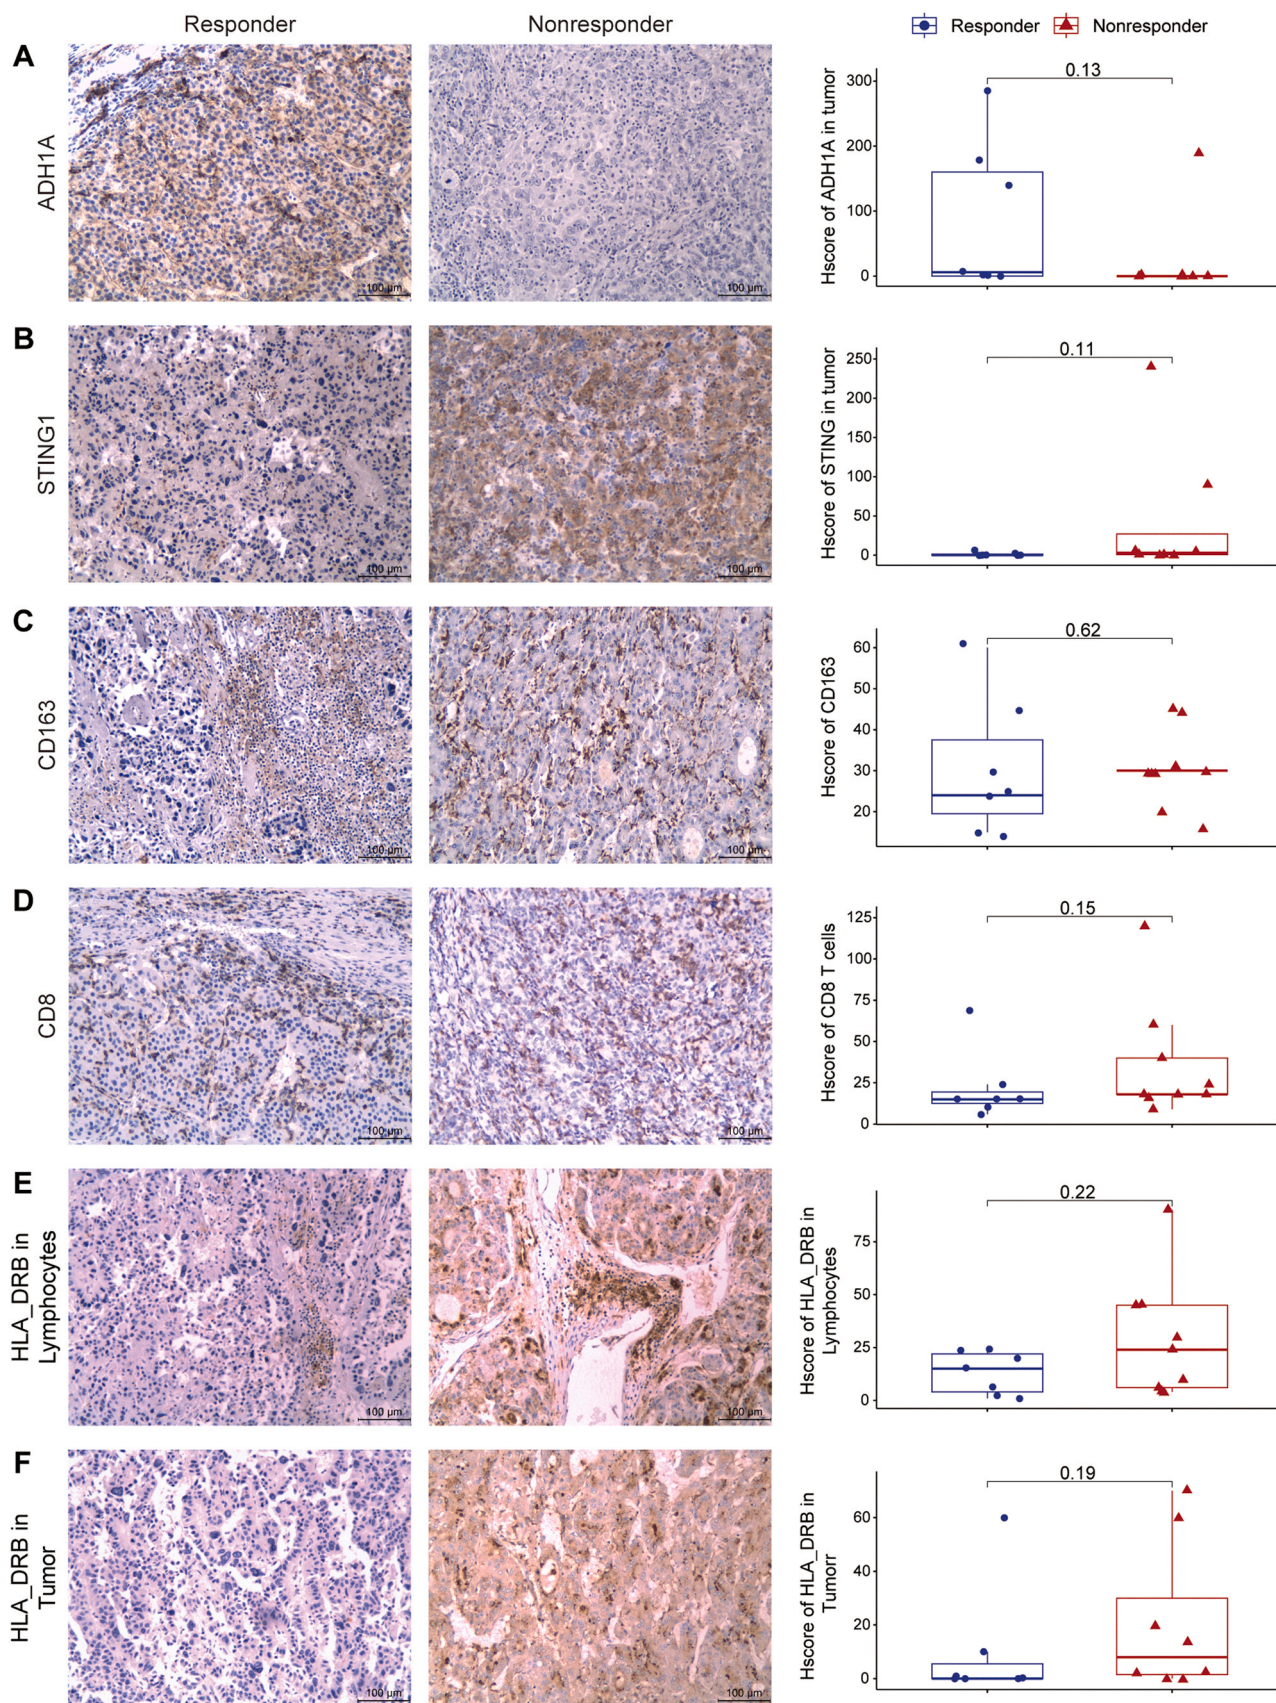 Responder
Nonresponder
Responder
Nonresponder
A
ADH1A
100 µm
100 µm
Hscore of ADH1A in tumor
300
200
100
0
0.13
B
STING1
100 µm
100 µm
Hscore of STING in tumor
250
200
150
100
50
0
0.11
C
CD163
100 µm
100 µm
Hscore of CD163
60
50
40
30
20
0.62
D
CD8
100 µm
100 µm
Hscore of CD8 T cells
125
100
75
50
25
0
0.15
E
HLA_DRB in
Lymphocytes
100 µm
100 µm
Hscore of HLA_DRB in
Lymphocytes
75
50
25
0
0.22
F
HLA_DRB in
Tumor
100 µm
100 µm
Hscore of HLA_DRB in
Tumorr
60
40
20
0
0.19